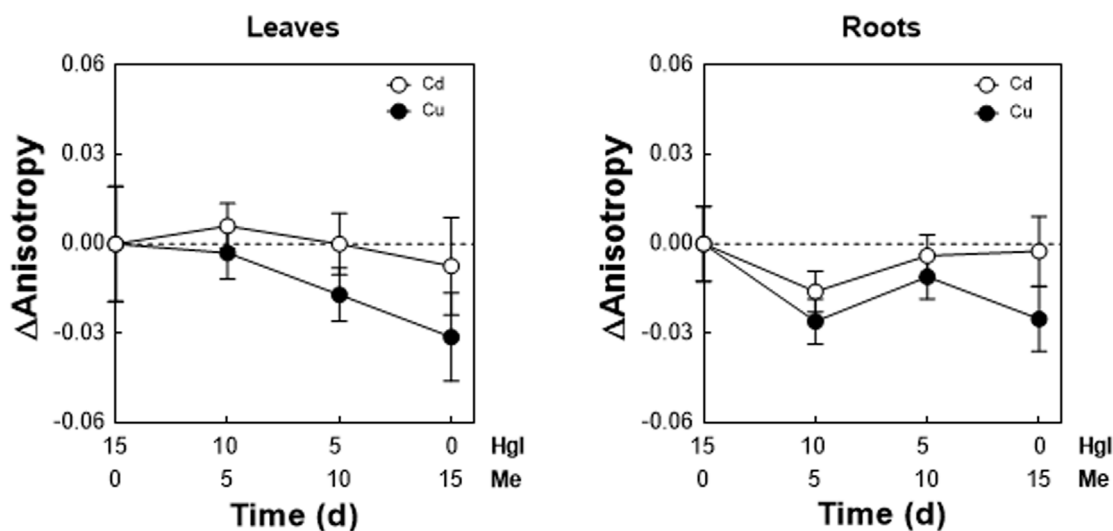 Leaves
0.06
0.03
0.00
-0.03
-0.06
ΔAnisotropy
Cd
Cu
15 10 5 0 Hgl
0 5 10 15 Me
Time (d)
Roots
0.06
0.03
0.00
-0.03
-0.06
ΔAnisotropy
Cd
Cu
15 10 5 0 Hgl
0 5 10 15 Me
Time (d)